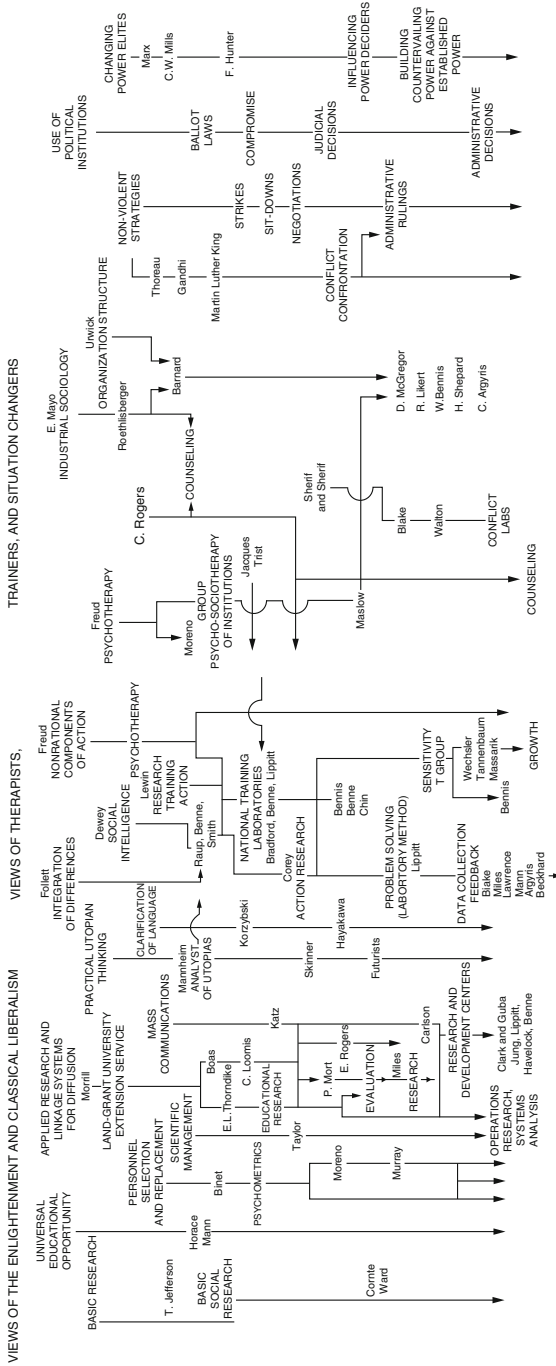 VIEWS OF THE ENLIGHTENMENT AND CLASSICAL LIBERALISM
BASIC RESEARCH
T. Jefferson
BASIC
SOCIAL
RESEARCH
Comte
Ward
UNIVERSAL
EDUCATIONAL
OPPORTUNITY
Horace
Mann
PERSONNEL
SELECTION
AND REPLACEMENT
Binet
PSYCHOMETRICS
Moreno
Murray
SCIENTIFIC
MANAGEMENT
Taylor
OPERATIONS
RESEARCH,
SYSTEMS
ANALYSIS
APPLIED RESEARCH AND
LINKAGE SYSTEMS
FOR DIFFUSION
Morrill
LAND-GRANT UNIVERSITY
EXTENSION SERVICE
Boas
E.L. Thorndike
C. Loomis
EDUCATIONAL
RESEARCH
P. Mort
E. Rogers
EVALUATION
Miles
RESEARCH
MASS
COMMUNICATIONS
Katz
Carlson
RESEARCH AND
DEVELOPMENT CENTERS
Clark and Guba
Jung, Lippitt,
Havelock, Benne
PRACTICAL UTOPIAN
THINKING
Mannheim
ANALYST
OF UTOPIAS
Skinner
Futurists
CLARIFICATION
OF LANGUAGE
Korzybski
Hayakawa
VIEWS OF THERAPISTS,
Follett
INTEGRATION
OF DIFFERENCES
Dewey
SOCIAL
INTELLIGENCE
Raup, Benne,
Smith
Lewin
RESEARCH
TRAINING
ACTION
Freud
NONRATIONAL
COMPONENTS
OF ACTION
PSYCHOTHERAPY
NATIONAL TRAINING
LABORATORIES
Bradford, Benne, Lippitt
Corey
ACTION RESEARCH
Bennis
Benne
Chin
PROBLEM SOLVING
(LABORTORY METHOD)
Lippitt
DATA COLLECTION
FEEDBACK
Blake
Miles
Lawrence
Mann
Argyris
Beckhard
SENSITIVITY
T GROUP
Bennis
Wechsler
Tannenbaum
Massarik
GROWTH
TRAINERS, AND SITUATION CHANGERS
Freud
PSYCHOTHERAPY
Moreno
GROUP
PSYCHO-SOCIOTHERAPY
OF INSTITUTIONS
Jacques
Trist
Maslow
C. Rogers
COUNSELING
COUNSELING
E. Mayo
INDUSTRIAL SOCIOLOGY
Roethlisberger
Urwick
ORGANIZATION STRUCTURE
Barnard
Sherif
and Sherif
Blake
Walton
CONFLICT
LABS
D. McGregor
R. Likert
W.Bennis
H. Shepard
C. Argyris
NON-VIOLENT
STRATEGIES
Thoreau
Gandhi
Martin Luther King
CONFLICT
CONFRONTATION
STRIKES
SIT-DOWNS
NEGOTIATIONS
ADMINISTRATIVE
RULINGS
USE OF
POLITICAL
INSTITUTIONS
BALLOT
LAWS
COMPROMISE
JUDICIAL
DECISIONS
ADMINISTRATIVE
DECISIONS
CHANGING
POWER ELITES
Marx
C.W. Mills
F. Hunter
INFLUENCING
POWER DECIDERS
BUILDING
COUNTERVAILING
POWER AGAINST
ESTABLISHED
POWER